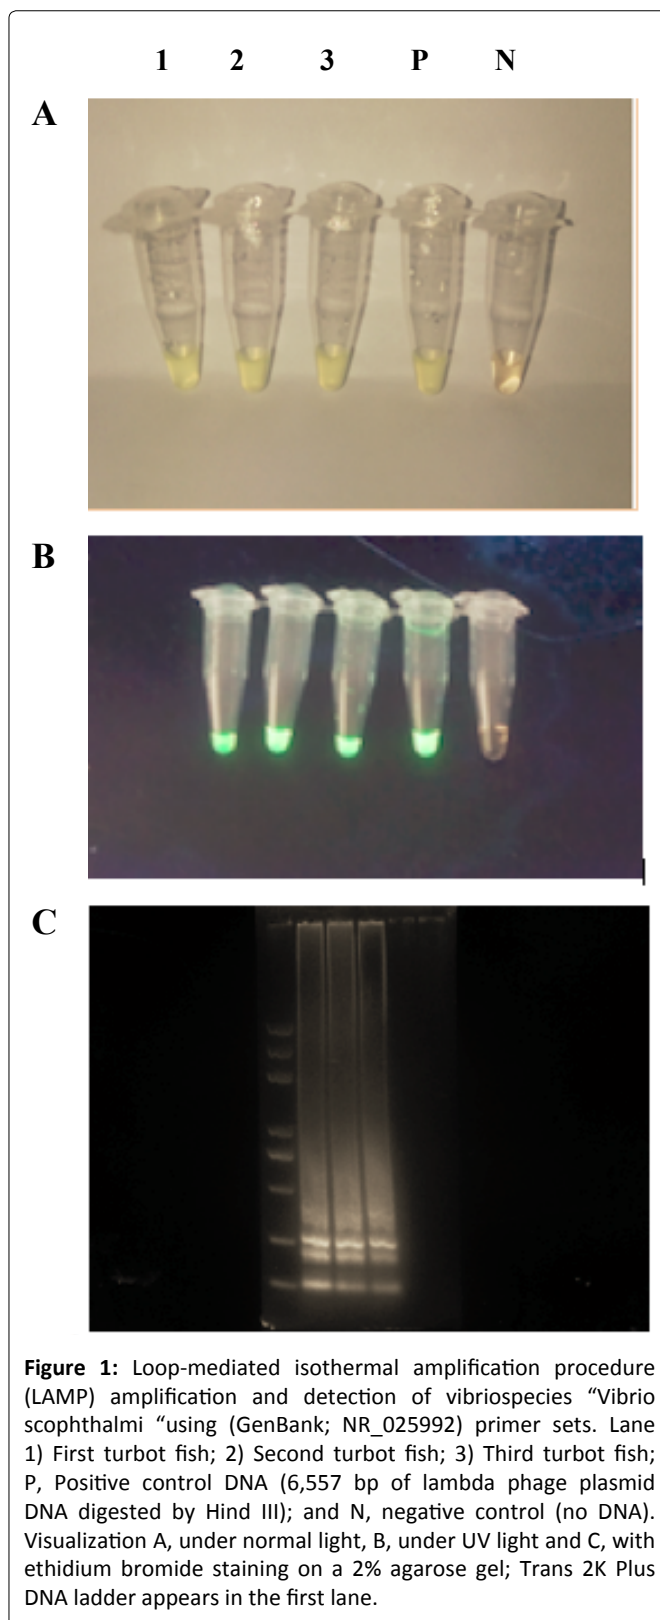 1 2 3 P N
A
B
C
Figure 1: Loop-mediated isothermal amplification procedure
(LAMP) amplification and detection of vibriospecies “Vibrio
scophthalmi “using (GenBank; NR_025992) primer sets. Lane
1) First turbot fish; 2) Second turbot fish; 3) Third turbot fish;
P, Positive control DNA (6,557 bp of lambda phage plasmid
DNA digested by Hind III); and N, negative control (no DNA).
Visualization A, under normal light, B, under UV light and C, with
ethidium bromide staining on a 2% agarose gel; Trans 2K Plus
DNA ladder appears in the first lane.